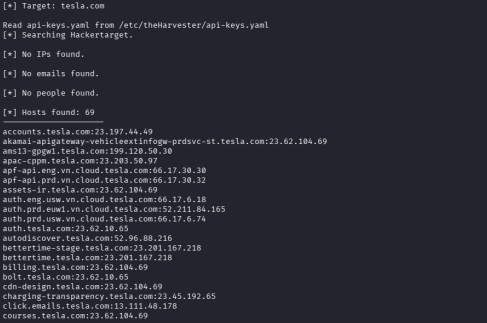 [*] Target: tesla.com
Read api-keys.yaml from /etc/theHarvester/api-keys.yaml
[*] Searching Hackertarget.
[*] No IPs found.
[*] No emails found.
[*] No people found.
[*] Hosts found: 69
---------------------
accounts.tesla.com:23.197.44.49
akamai-apigateway-vehicleextinfogw-prdsvc-st.tesla.com:23.62.104.69
ams13-gpgw1.tesla.com:199.120.50.30
apac-cppm.tesla.com:23.203.50.97
apf-api.eng.vn.cloud.tesla.com:66.17.30.30
apf-api.prd.vn.cloud.tesla.com:66.17.30.32
assets-ir.tesla.com:23.62.104.69
auth.eng.usw.vn.cloud.tesla.com:66.17.6.18
auth.prd.euw1.vn.cloud.tesla.com:52.211.84.165
auth.prd.usw.vn.cloud.tesla.com:66.17.6.74
auth.tesla.com:23.62.10.65
autodiscover.tesla.com:52.96.88.216
bettertime-stage.tesla.com:23.201.167.218
bettertime.tesla.com:23.201.167.218
billing.tesla.com:23.62.104.69
bolt.tesla.com:23.62.10.65
cdn-design.tesla.com:23.62.104.69
charging-transparency.tesla.com:23.45.192.65
click.emails.tesla.com:13.111.48.178
courses.tesla.com:23.62.104.69